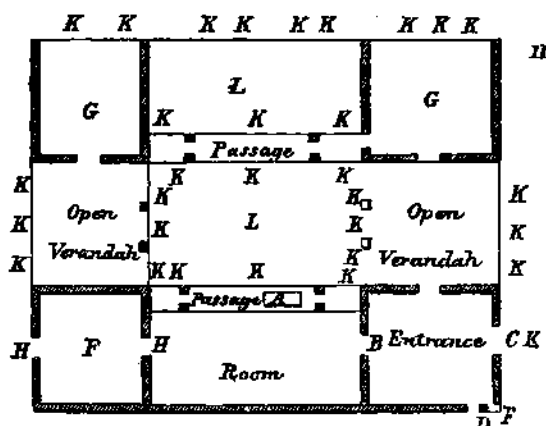 K K K K K K K K K
n
L
G G
K K K
Passage
K K K
K K K K
Open L Open
K K K K
Verandah Verandah
K K K K K K
K
Passage A
H F H B Entrance C K
Room
D F